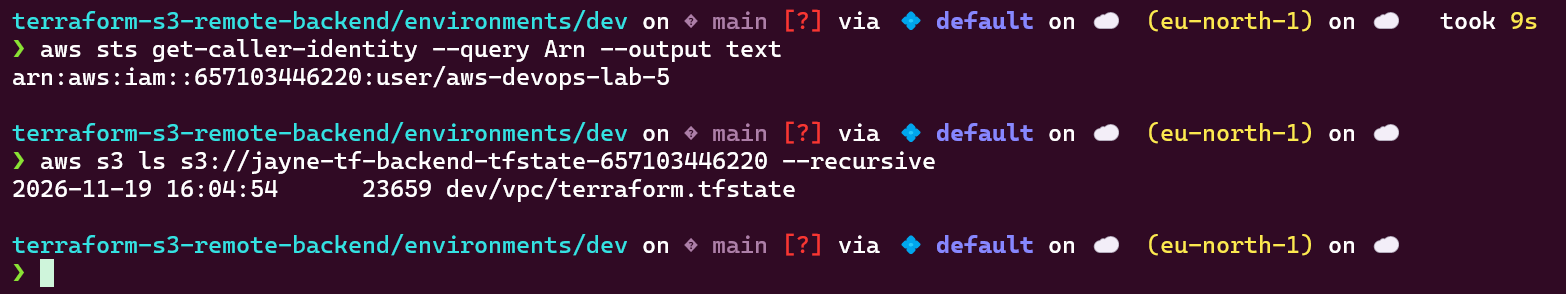 terraform-s3-remote-backend/environments/dev on � main [?] via 💠 default on ☁️ (eu-north-1) on ☁️ took 9s
❯ aws sts get-caller-identity --query Arn --output text
arn:aws:iam::657103446220:user/aws-devops-lab-5
terraform-s3-remote-backend/environments/dev on � main [?] via 💠 default on ☁️ (eu-north-1) on ☁️
❯ aws s3 ls s3://jayne-tf-backend-tfstate-657103446220 --recursive
2026-11-19 16:04:54      23659 dev/vpc/terraform.tfstate
terraform-s3-remote-backend/environments/dev on � main [?] via 💠 default on ☁️ (eu-north-1) on ☁️
❯